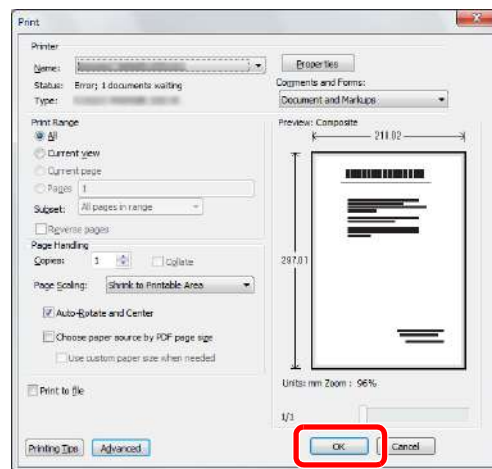 Print
Printer
Name:
Properties
Status: Error; 1 documents waiting
Comments and Forms:
Type:
Document and Markups
Print Range
All
Current view
Current page
Pages 1
Subset: All pages in range
Reverse pages
Page Handling
Copies: 1 Collate
Page Scaling: Shrink to Printable Area
Auto-Rotate and Center
Choose paper source by PDF page size
Use custom paper size when needed
Print to file
Preview: Composite
211.02
297.01
Units: mm Zoom : 96%
1/1
Printing Tips Advanced OK Cancel